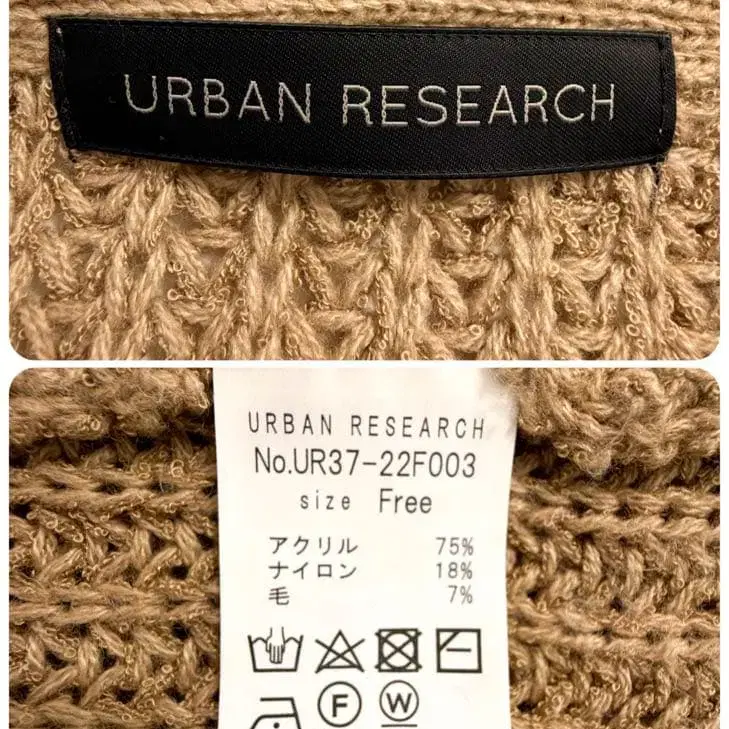 URBAN RESEARCH
URBAN RESEARCH
No.UR37-22F003
size Free
アクリル 75%
ナイロン 18%
毛 7%
F W